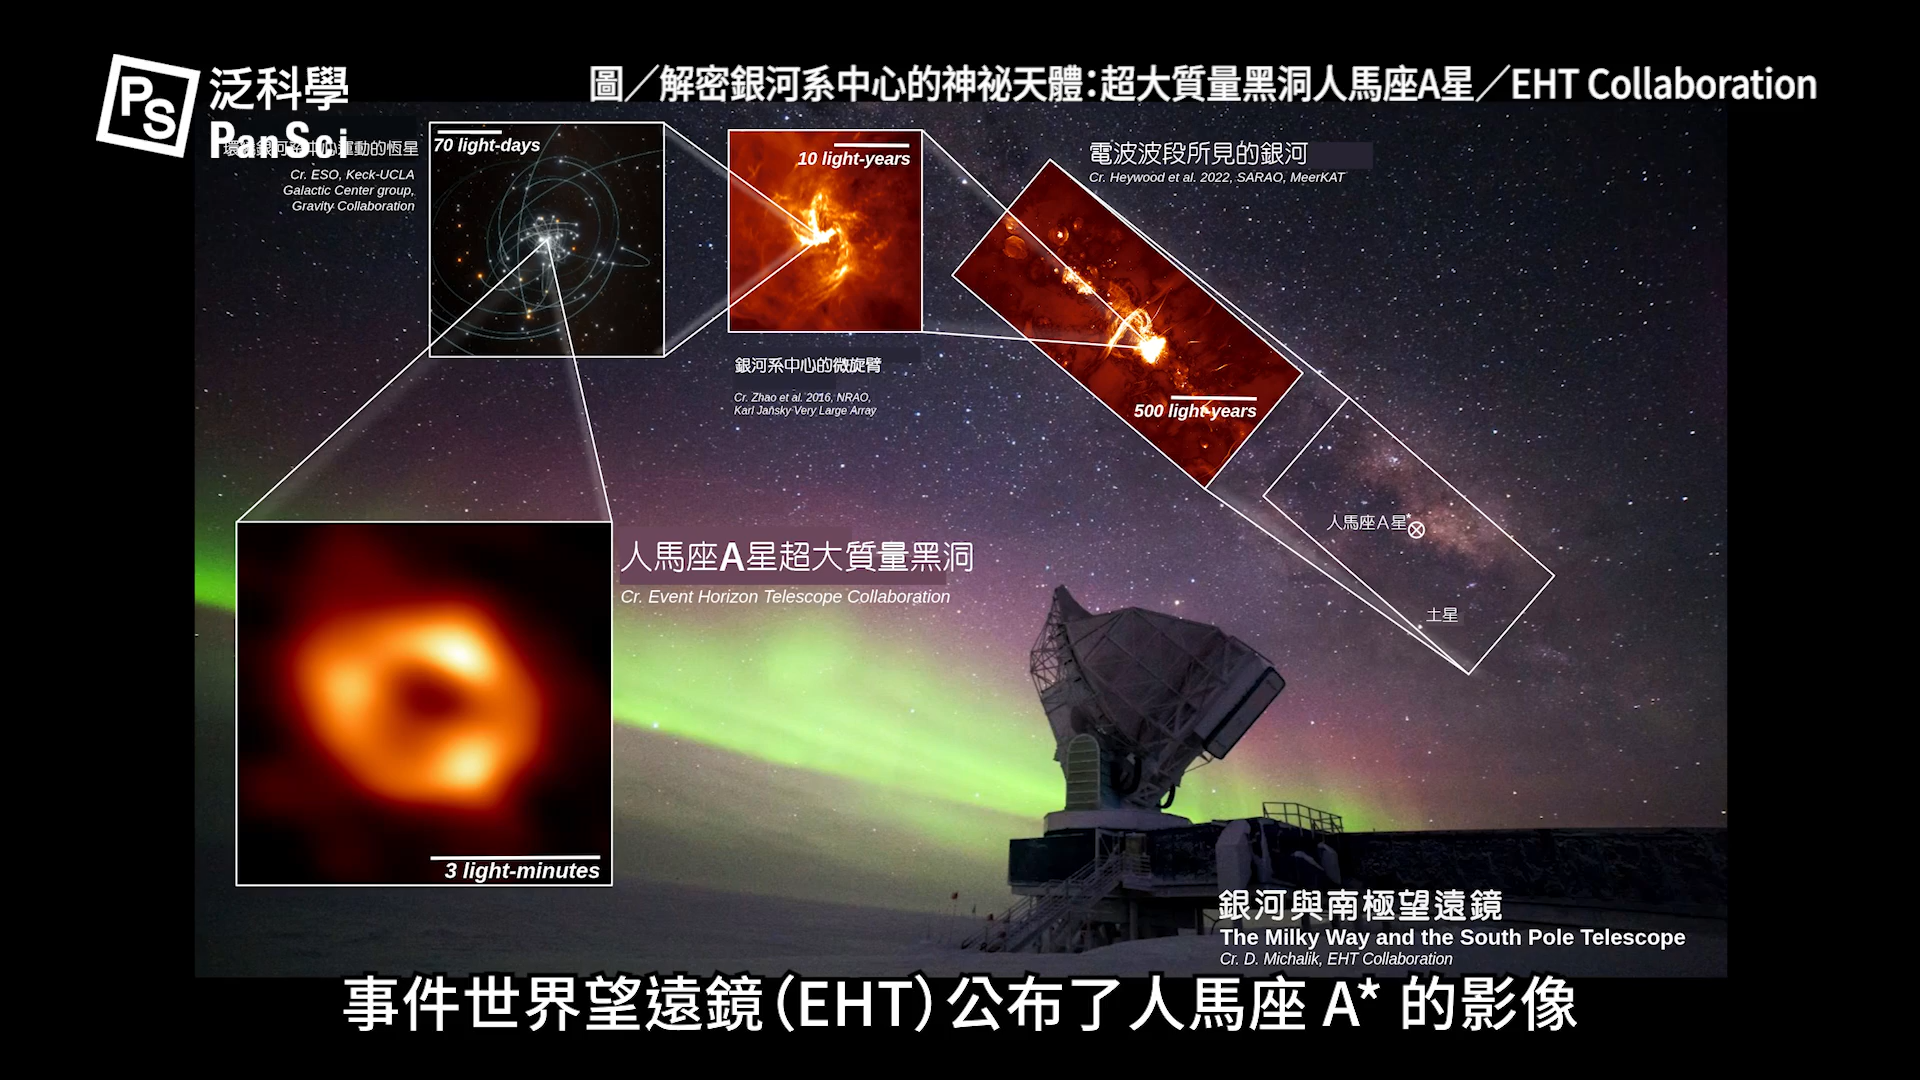 PS 泛科學
PanSci
圖／解密銀河系中心的神祕天體:超大質量黑洞人馬座A星／EHT Collaboration
運動的恆星
Cr. ESO, Keck-UCLA
Galactic Center group,
Gravity Collaboration
70 light-days
10 light-years
電波波段所見的銀河
Cr. Heywood et al. 2022, SARAO, MeerKAT
銀河系中心的微旋臂
Cr. Zhao et al. 2016, NRAO,
Karl Jansky Very Large Array
500 light-years
人馬座A星*
土星
人馬座A星超大質量黑洞
Cr. Event Horizon Telescope Collaboration
3 light-minutes
銀河與南極望遠鏡
The Milky Way and the South Pole Telescope
Cr. D. Michalik, EHT Collaboration
事件世界望遠鏡（EHT）公布了人馬座 A* 的影像